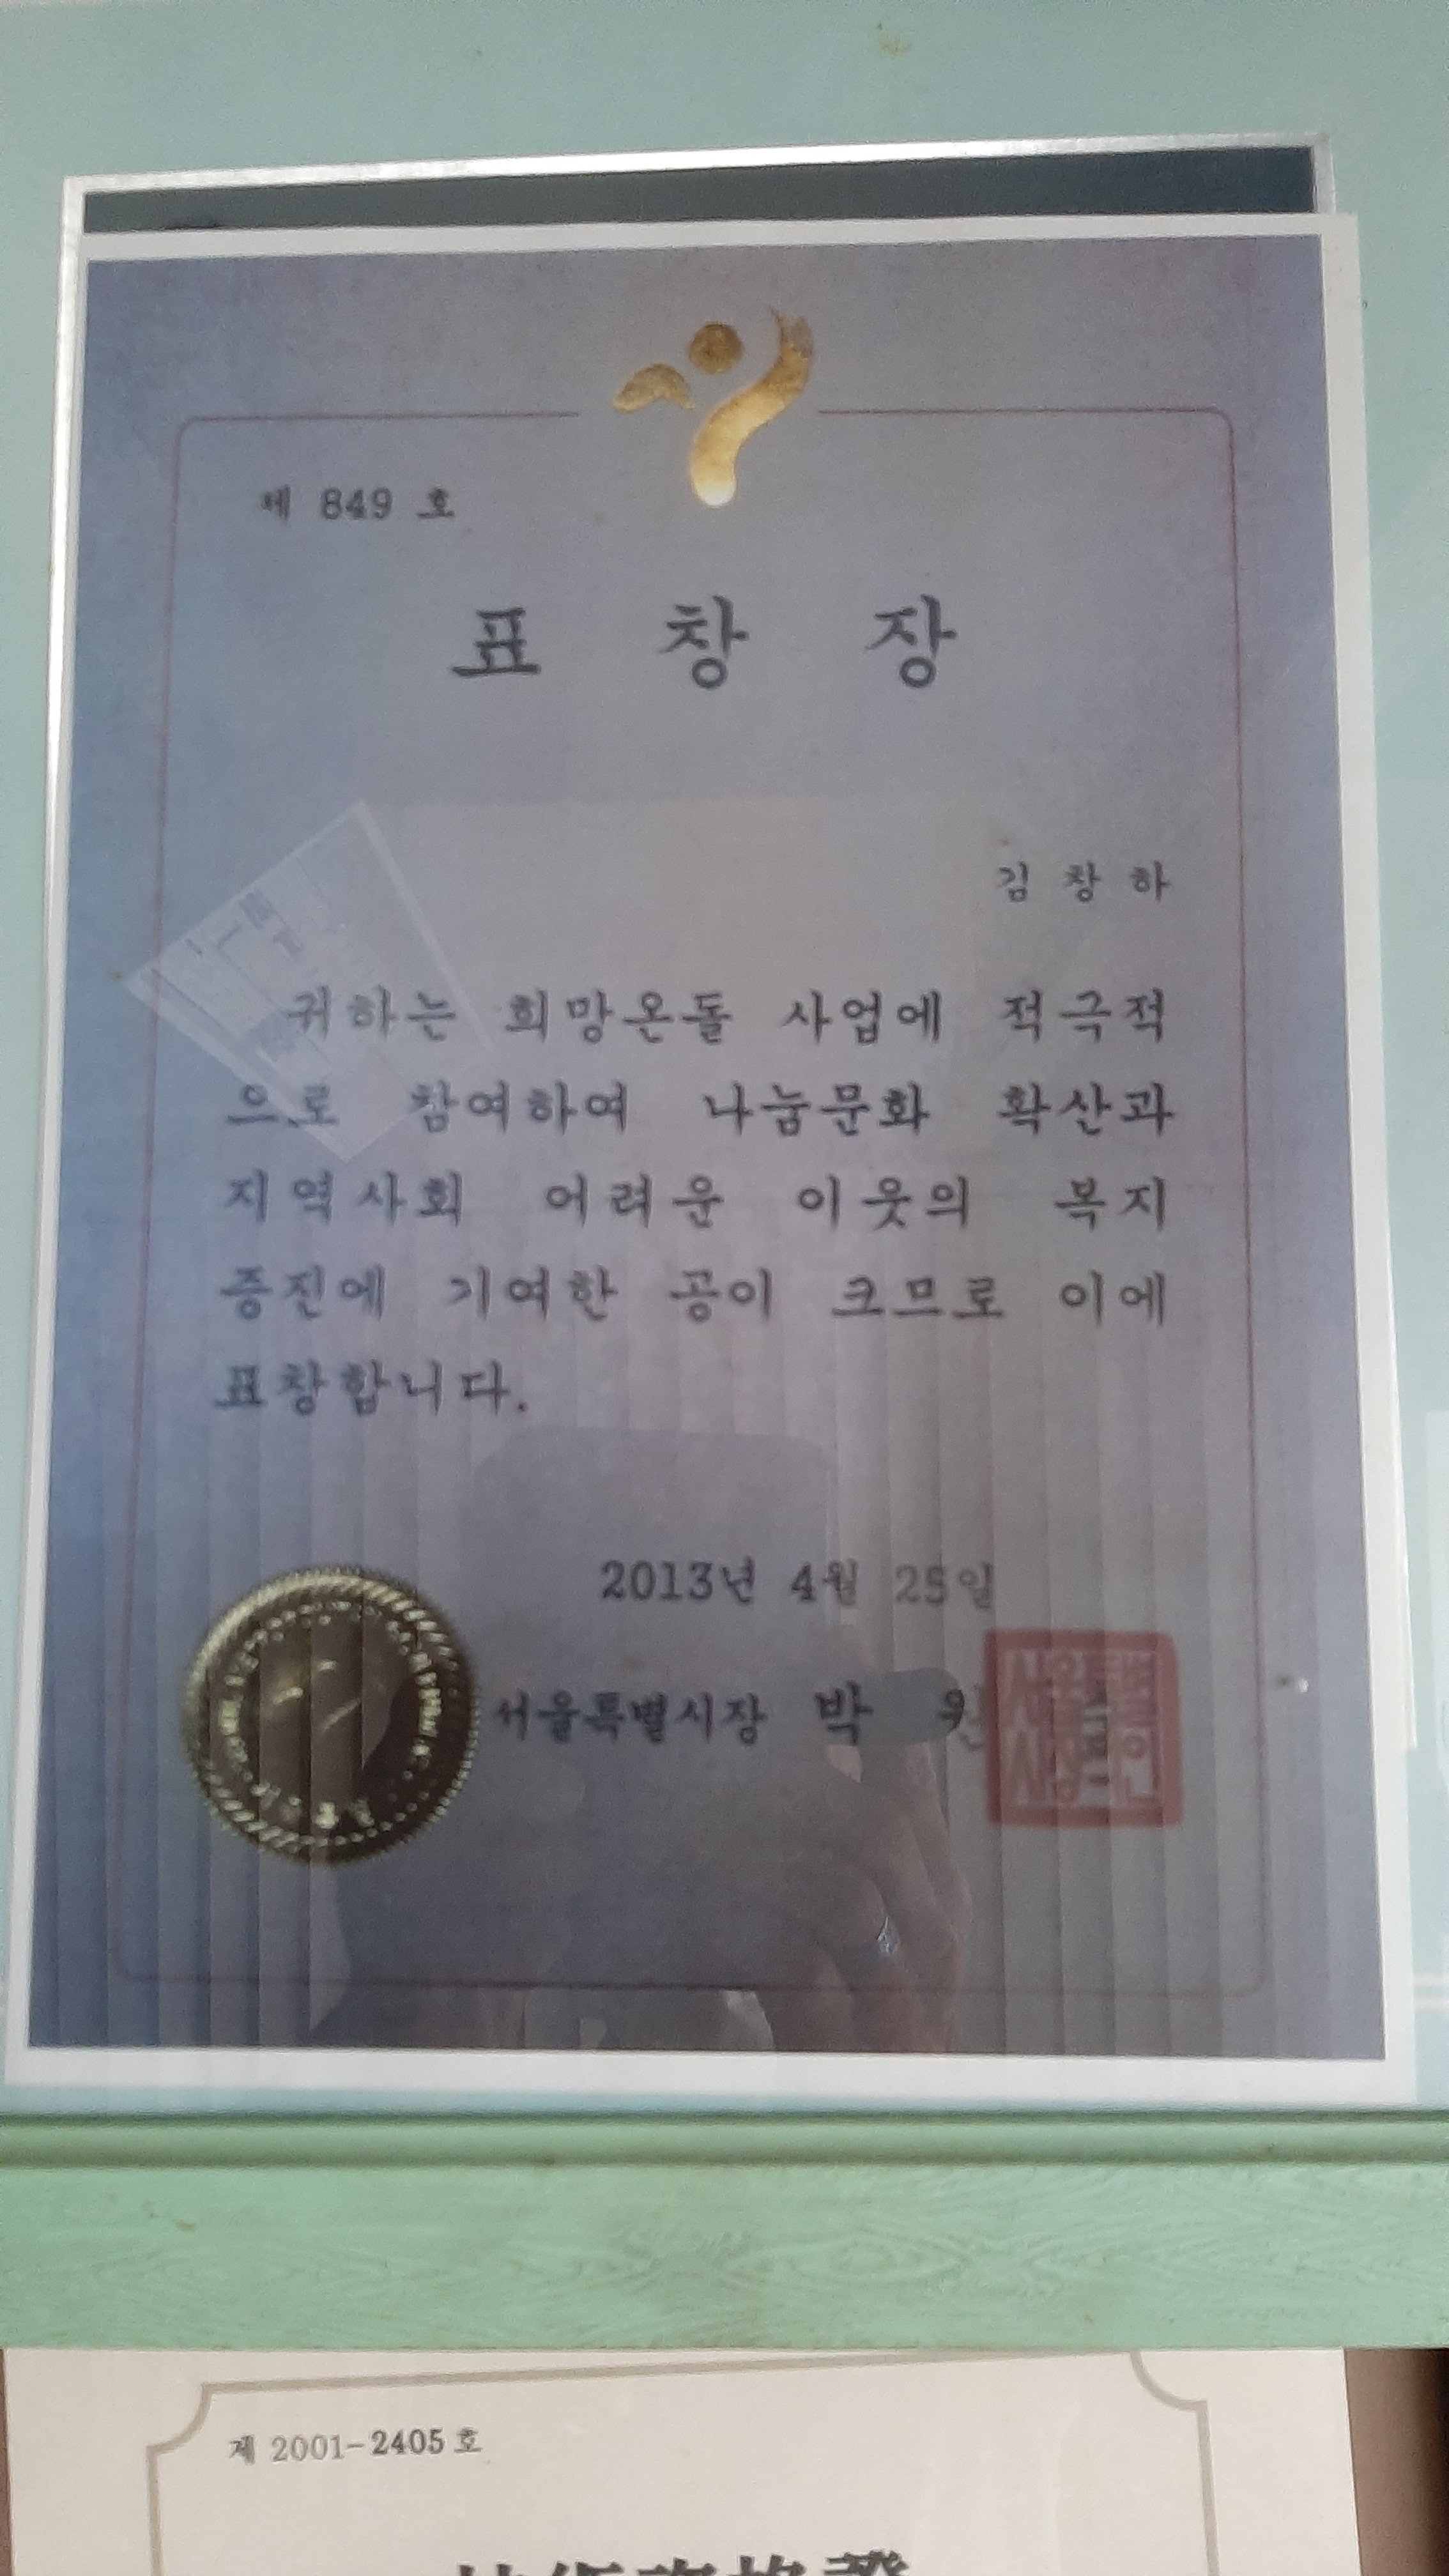 제 849 호
표 창 장
김 창 하
귀하는 희망온돌 사업에 적극적
으로 참여하여 나눔문화 확산과
지역사회 어려운 이웃의 복지
증진에 기여한 공이 크므로 이에
표창합니다.
2013년 4월 25일
서울특별시장 박 원
제 2001-2405 호